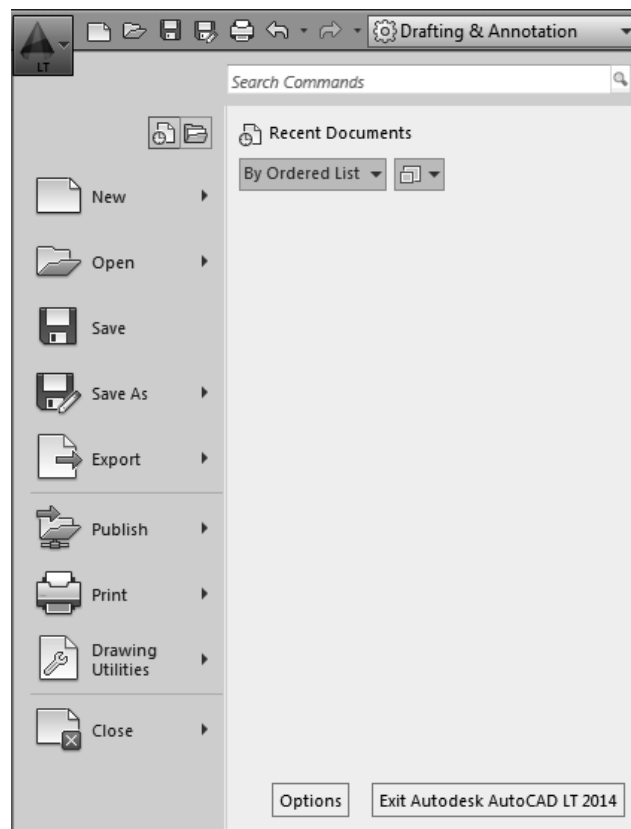 Drafting & Annotation
LT
Search Commands
Recent Documents
By Ordered List
New
Open
Save
Save As
Export
Publish
Print
Drawing
Utilities
Close
Options
Exit Autodesk AutoCAD LT 2014